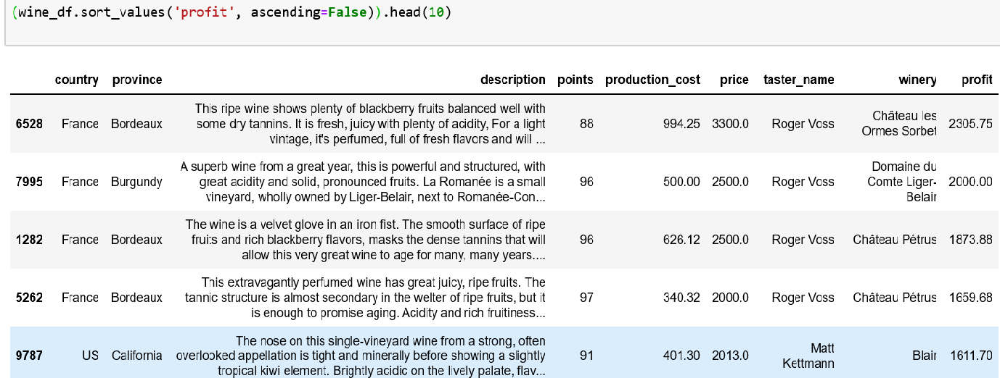 (wine_df.sort_values('profit', ascending=False)).head(10)
country province description points production_cost price taster_name winery profit
6528 France Bordeaux This ripe wine shows plenty of blackberry fruits balanced well with some dry tannins. It is fresh, juicy with plenty of acidity, For a light vintage, it's perfumed, full of fresh flavors and will ... 88 994.25 3300.0 Roger Voss Château les Ormes Sorbet 2305.75
7995 France Burgundy A superb wine from a great year, this is powerful and structured, with great acidity and solid, pronounced fruits. La Romanée is a small vineyard, wholly owned by Liger-Belair, next to Romanée-Con... 96 500.00 2500.0 Roger Voss Domaine du Comte Liger-Belair 2000.00
1282 France Bordeaux The wine is a velvet glove in an iron fist. The smooth surface of ripe fruits and rich blackberry flavors, masks the dense tannins that will allow this very great wine to age for many, many years.... 96 626.12 2500.0 Roger Voss Château Pétrus 1873.88
5262 France Bordeaux This extravagantly perfumed wine has great juicy, ripe fruits. The tannic structure is almost secondary in the welter of ripe fruits, but it is enough to promise aging. Acidity and rich fruitiness... 97 340.32 2000.0 Roger Voss Château Pétrus 1659.68
9787 US California The nose on this single-vineyard wine from a strong, often overlooked appellation is tight and minerally before showing a slightly tropical kiwi element. Brightly acidic on the lively palate, flav... 91 401.30 2013.0 Matt Kettmann Blair 1611.70